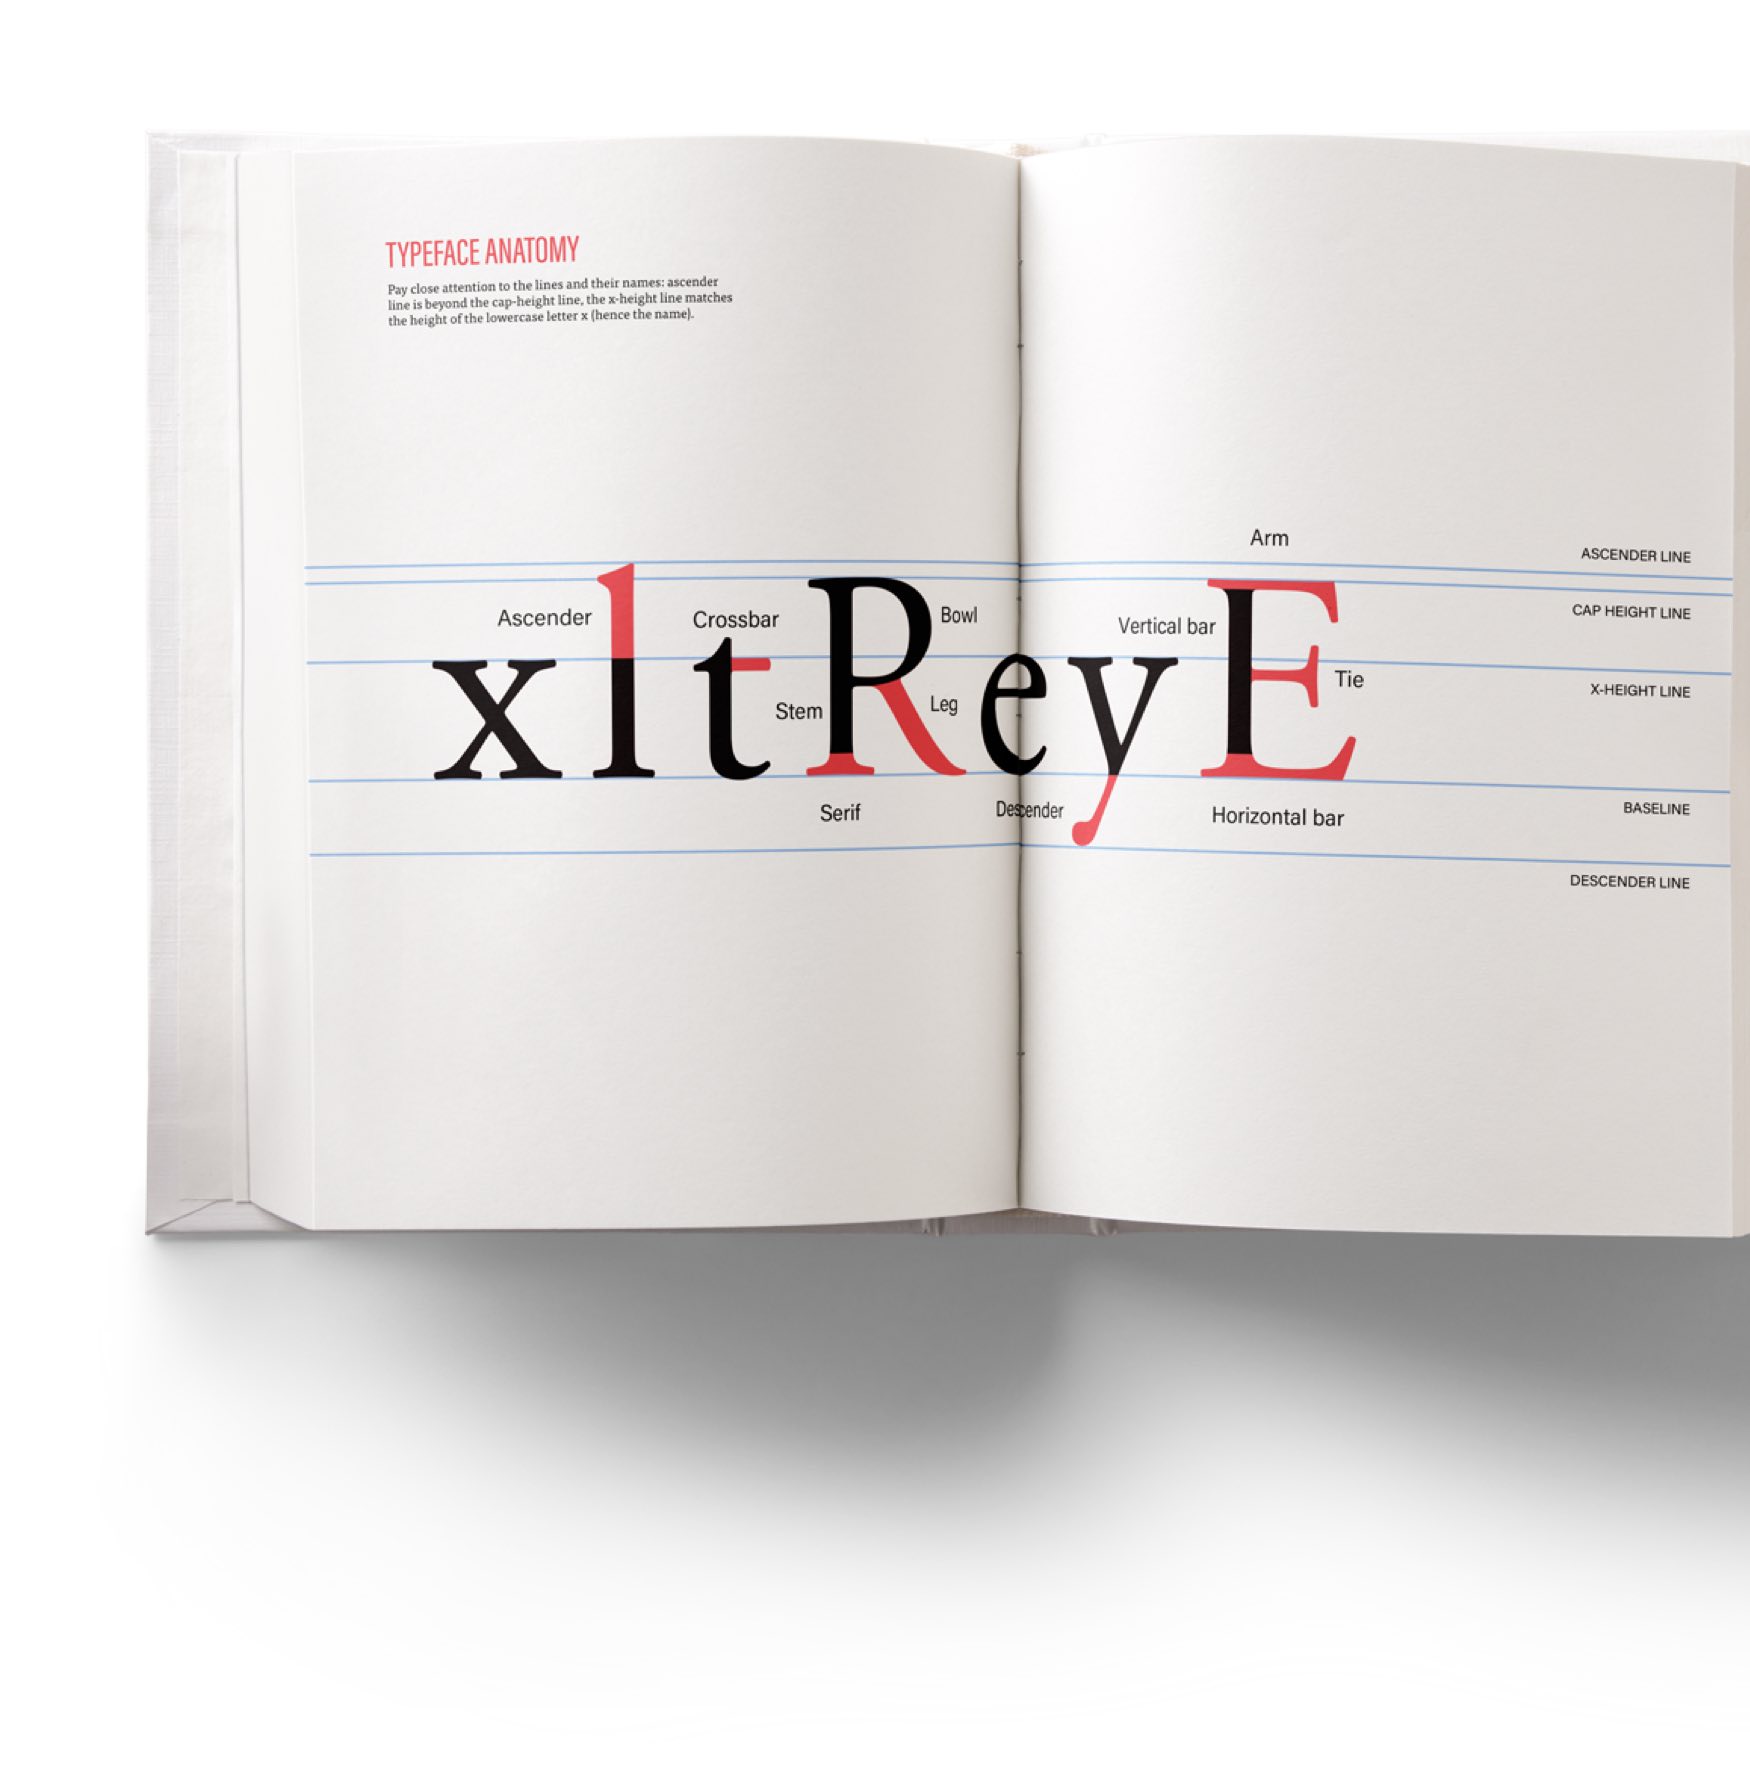 TYPEFACE ANATOMY
Pay close attention to the lines and their names: ascender
line is beyond the cap-height line, the x-height line matches
the height of the lowercase letter x (hence the name).
Arm
ASCENDER LINE
Ascender
Crossbar
Bowl
Vertical bar
CAP HEIGHT LINE
xltReyE
Stem
Leg
Tie
X-HEIGHT LINE
Serif
Descender
Horizontal bar
BASELINE
DESCENDER LINE